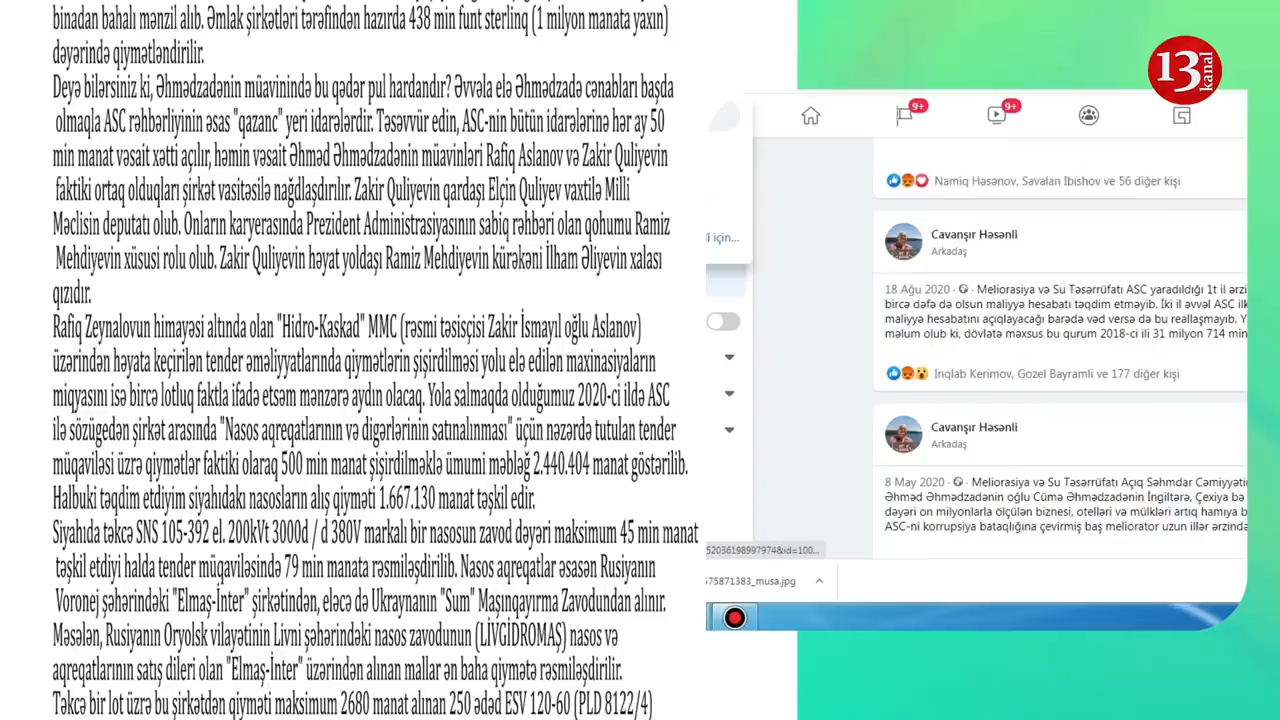 binadan bahalı mənzil alıb. Əmlak şirkətləri tərəfindən hazırda 438 min funt sterlinq (1 milyon manata yaxın)
dəyərində qiymətləndirilir.
Deyə bilərsiniz ki, Əhmədzadənin müavinində bu qədər pul hardandır? Əvvəla elə Əhmədzadə cənabları başda
olmaqla ASC rəhbərliyinin əsas "qazanc" yeri idarələrdir. Təsəvvür edin, ASC-nin bütün idarələrinə hər ay 50
min manat vəsait xətti açılır, həmin vəsait Əhməd Əhmədzadənin müavinləri Rafiq Aslanov və Zakir Quliyevin
faktiki ortaq olduqları şirkət vasitəsilə nağdlaşdırılır. Zakir Quliyevin qardaşı Elçin Quliyev vaxtilə Milli
Məclisin deputatı olub. Onların karyerasında Prezident Administrasiyasının sabiq rəhbəri olan qohumu Ramiz
Mehdiyevin xüsusi rolu olub. Zakir Quliyevin həyat yoldaşı Ramiz Mehdiyevin kürəkəni İlham Əliyevin xalası
qızıdır.
Rafiq Zeynalovun himayəsi altında olan "Hidro-Kaskad" MMC (rəsmi təsisçisi Zakir İsmayıl oğlu Aslanov)
üzərindən həyata keçirilən tender əməliyyatlarında qiymətlərin şişirdilməsi yolu elə edilən maxinasiyaların
miqyasını isə bircə lotluq faktla ifadə etsəm mənzərə aydın olacaq. Yola salmaqda olduğumuz 2020-ci ildə ASC
ilə sözügedən şirkət arasında "Nasos aqreqatlarının və digərlərinin satınalınması" üçün nəzərdə tutulan tender
müqaviləsi üzrə qiymətlər faktiki olaraq 500 min manat şişirdilməklə ümumi məbləğ 2.440.404 manat göstərilib.
Halbuki təqdim etdiyim siyahıdakı nasosların alış qiyməti 1.667.130 manat təşkil edir.
Siyahıda təkcə SNS 105-392 el. 200kVt 3000d / d 380V markalı bir nasosun zavod dəyəri maksimum 45 min manat
təşkil etdiyi halda tender müqaviləsində 79 min manata rəsmiləşdirilib. Nasos aqreqatlar əsasən Rusiyanın
Voronej şəhərindəki "Elmaş-İnter" şirkətindən, eləcə də Ukraynanın "Sum" Maşınqayırma Zavodundan alınır.
Məsələn, Rusiyanın Oryolsk vilayətinin Livni şəhərindəki nasos zavodunun (LİVGİDROMAŞ) nasos və
aqreqatlarının satış dileri olan "Elmaş-İnter" üzərindən alınan mallar ən baha qiymətə rəsmiləşdirilir.
Təkcə bir lot üzrə bu şirkətdən qiyməti maksimum 2680 manat alınan 250 ədəd ESV 120-60 (PLD 8122/4)
13 kanal
9+ 9+
Namiq Həsənov, Savalan İbishov ve 56 diğer kişi
li için...
Cavanşır Həsənli
Arkadaş
18 Ağu 2020 · Meliorasiya və Su Təsərrüfatı ASC yaradıldığı 1t il ərzi
bircə dəfə də olsun maliyyə hesabatı təqdim etməyib. İki il əvvəl ASC ilk
maliyyə hesabatını açıqlayacağı barədə vəd versə də bu reallaşmayıb. Y
məlum olub ki, dövlətə məxsus bu qurum 2018-ci ili 31 milyon 714 min
Inqlab Kerimov, Gozel Bayramli ve 177 diğer kişi
Cavanşır Həsənli
Arkadaş
8 May 2020 · Meliorasiya və Su Təsərrüfatı Açıq Səhmdar Cəmiyyətir
Əhməd Əhmədzadənin oğlu Cümə Əhmədzadənin İngiltərə, Çexiya və
dəyəri on milyonlarla ölçülən biznesi, otelləri və mülkləri artıq hamıya b
ASC-ni korrupsiya bataqlığına çevirmiş baş meliorator uzun illər ərzində
52036198997974&id=100...
575871383_musa.jpg